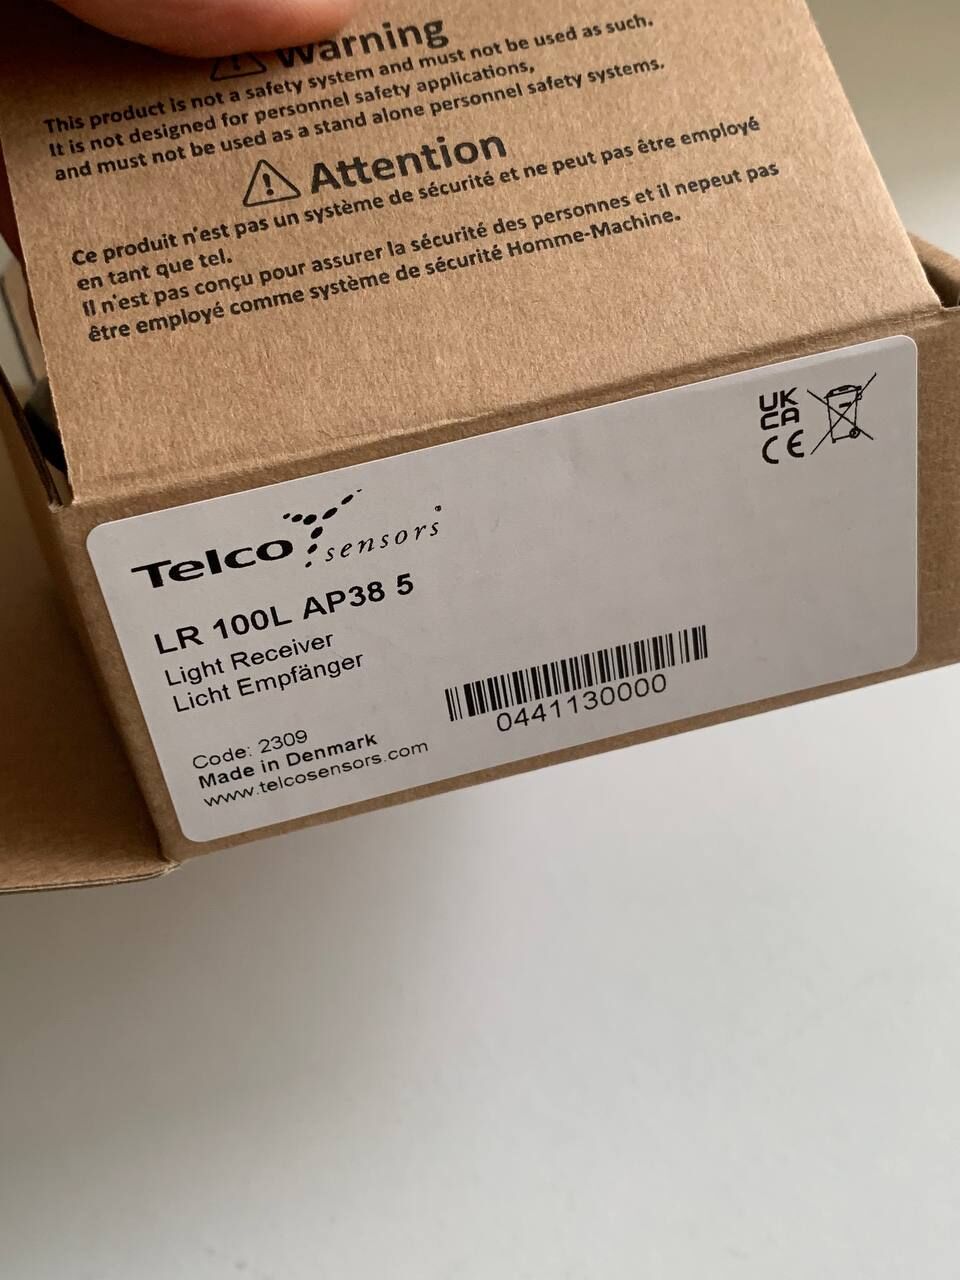 Warning
This product is not a safety system and must not be used as such.
It is not designed for personnel safety applications,
and must not be used as a stand alone personnel safety systems.
Attention
Ce produit n'est pas un système de sécurité et ne peut pas être employé
en tant que tel.
Il n'est pas conçu pour assurer la sécurité des personnes et il nepeut pas
être employé comme système de sécurité Homme-Machine.
UK
CA
CE
Telco sensors
LR 100L AP38 5
Light Receiver
Licht Empfänger
0441130000
Code: 2309
Made in Denmark
www.telcosensors.com